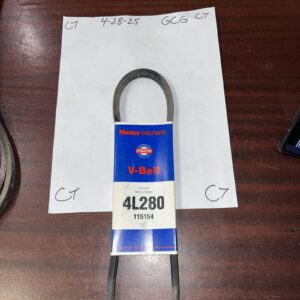 CT 4-28-25 GCG CT
Master Mechanic
V-Belt
4L280
115154
CT CT